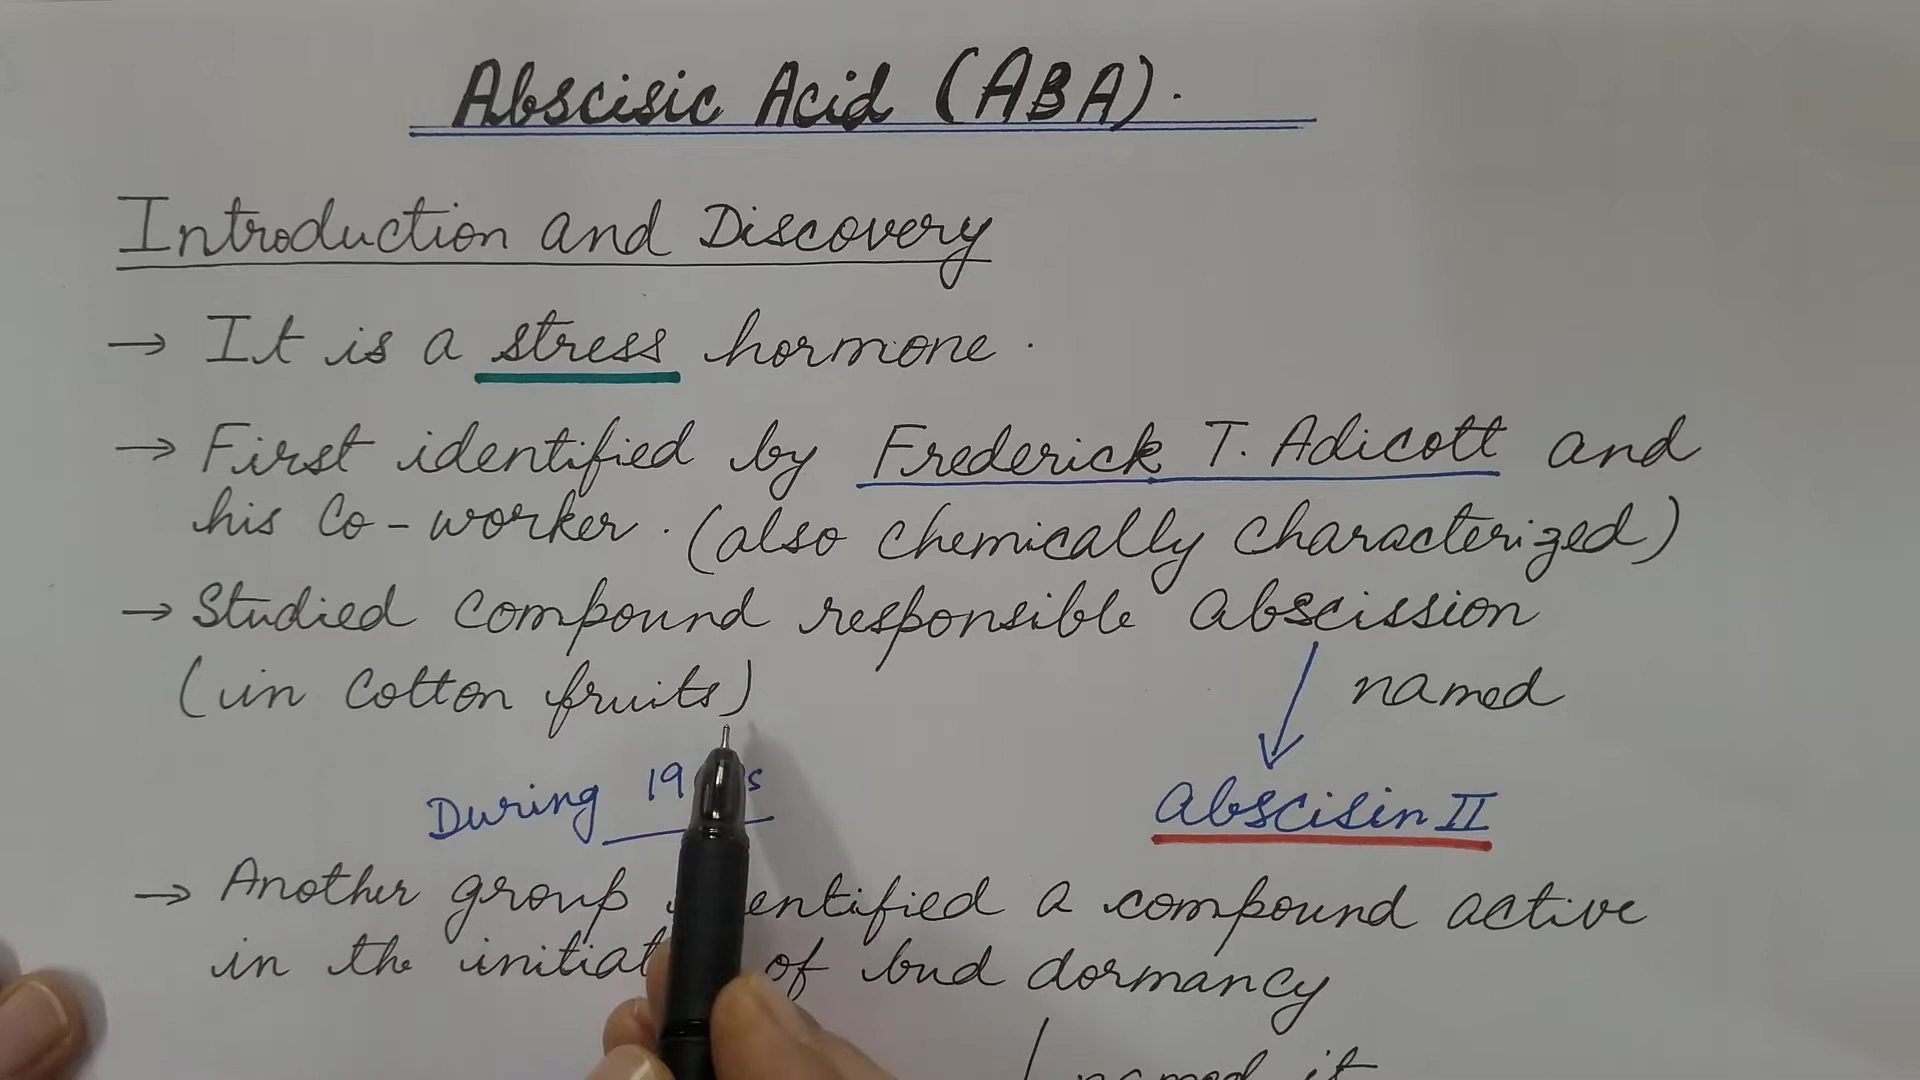 Abscisic Acid (ABA).
Introduction and Discovery
→ It is a stress hormone.
→ First identified by Frederick T. Adicott and
his Co-worker. (also chemically characterized)
→ Studied compound responsible abscission
(in Cotton fruits)
named
During
abscisin II
→ Another group entified a compound active
in the initiat of bud dormancy
named it